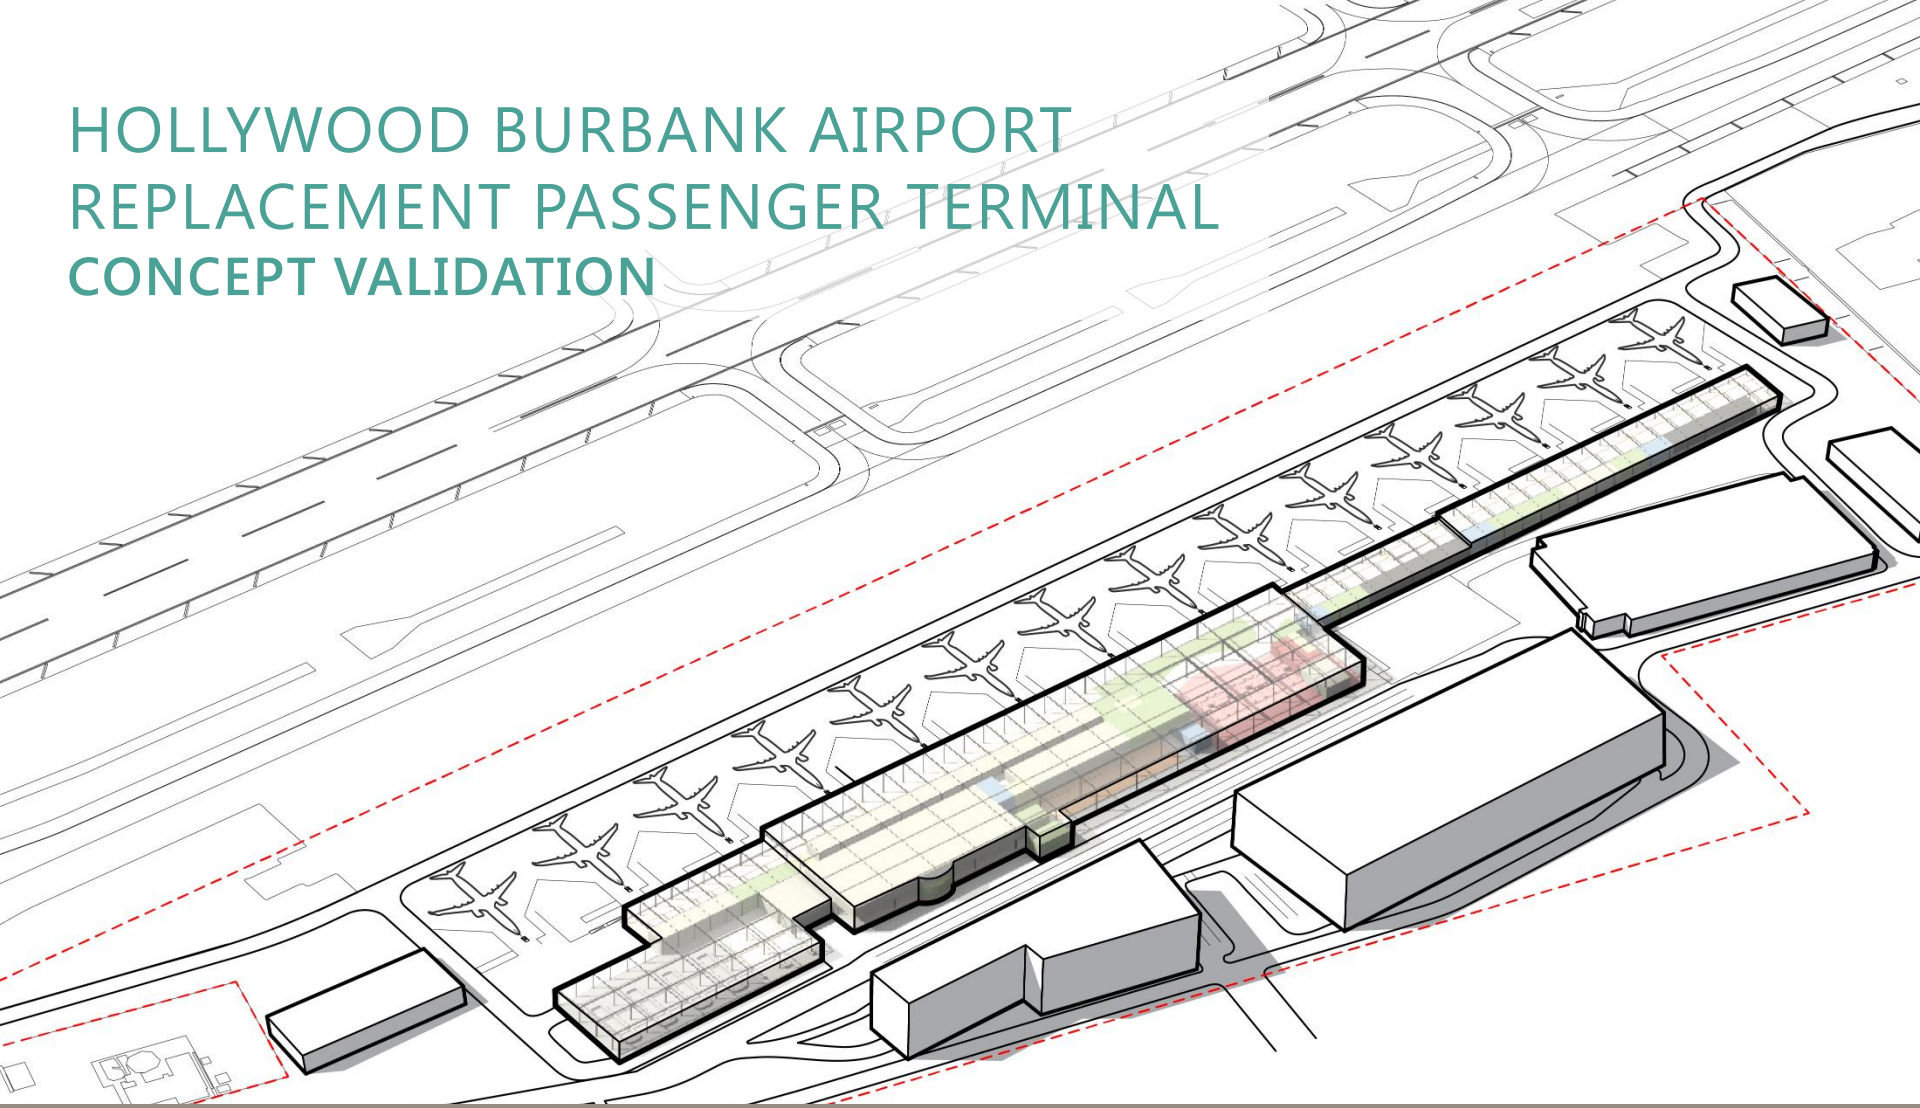 HOLLYWOOD BURBANK AIRPORT
REPLACEMENT PASSENGER TERMINAL
CONCEPT VALIDATION